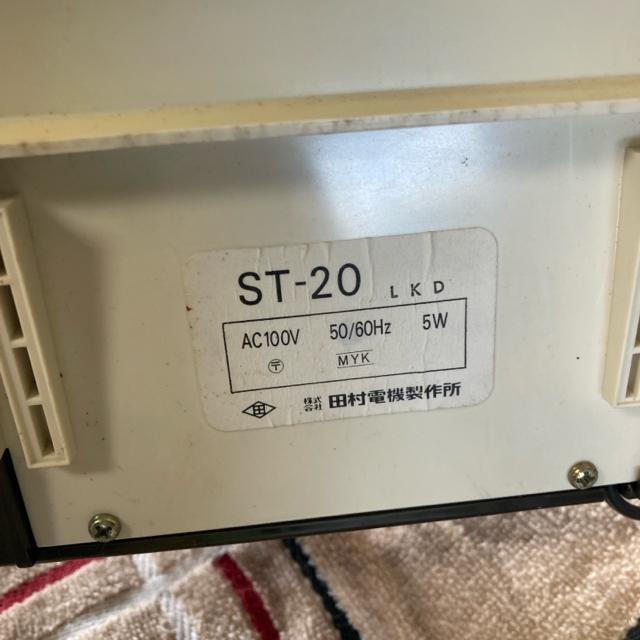 ST-20 LKD
AC100V 50/60Hz 5W
〒 MYK
田 株式会社 田村電機製作所